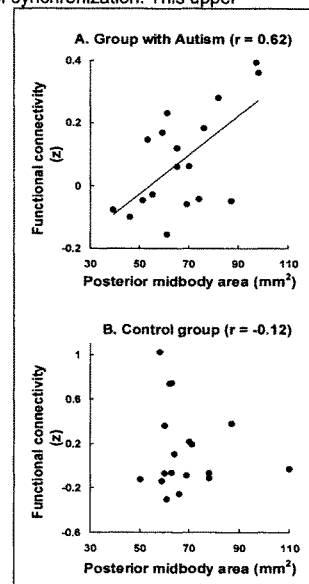 of synchronization. This upper
A. Group with Autism (r = 0.62)
0.4
0.2
0
-0.2
Functional connectivity
(z)
30 50 70 90 110
Posterior midbody area (mm²)
B. Control group (r = -0.12)
1
0.6
0.2
-0.2
-0.6
Functional connectivity
(z)
30 50 70 90 110
Posterior midbody area (mm²)